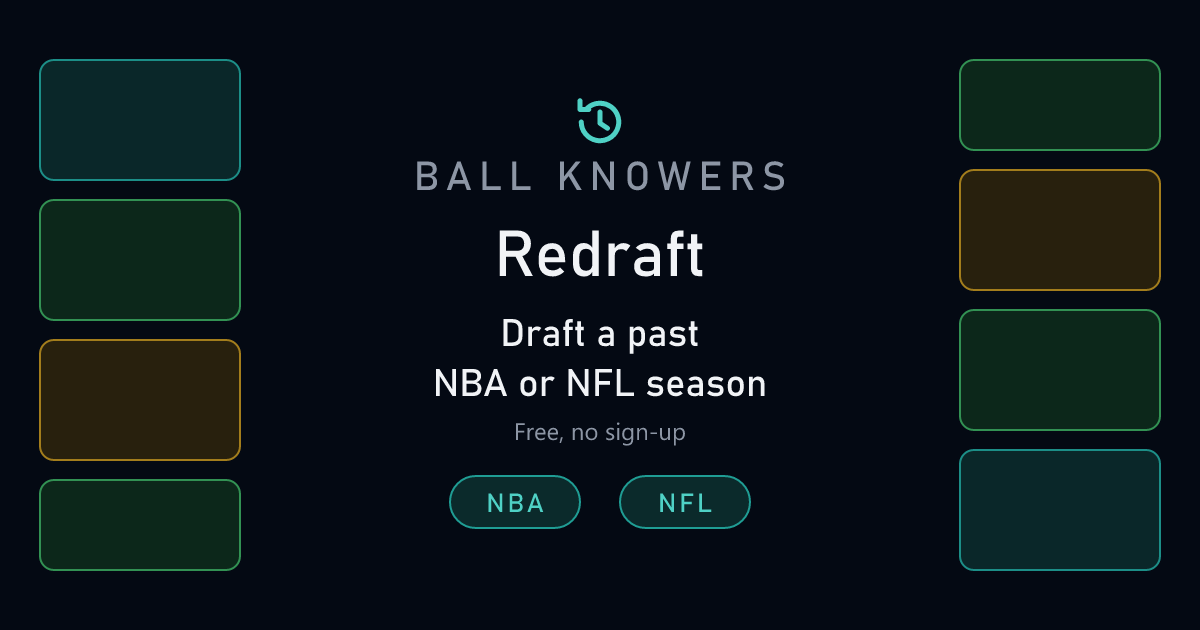 BALL KNOWERS
Redraft
Draft a past
NBA or NFL season
Free, no sign-up
NBA
NFL